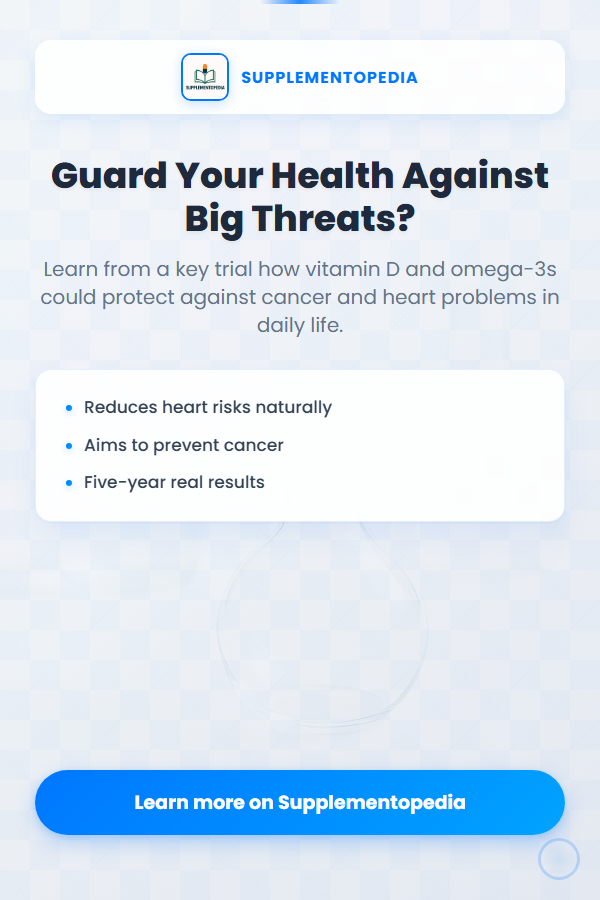 SUPPLEMENTOPEDIA
SUPPLEMENTOPEDIA
Guard Your Health Against
Big Threats?
Learn from a key trial how vitamin D and omega-3s
could protect against cancer and heart problems in
daily life.
Reduces heart risks naturally
Aims to prevent cancer
Five-year real results
Learn more on Supplementopedia